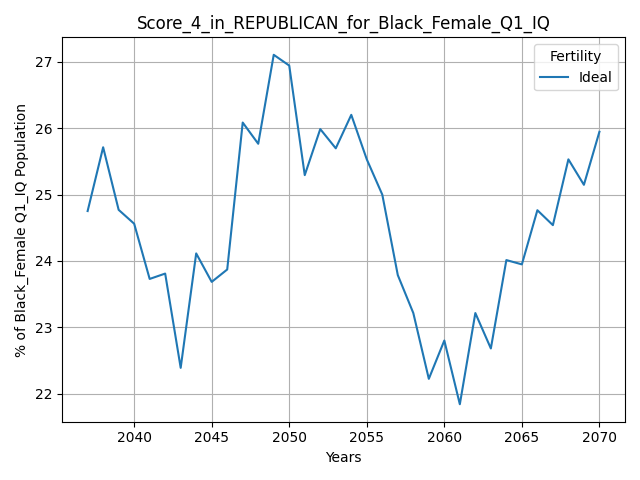 Score_4_in_REPUBLICAN_for_Black_Female_Q1_IQ
Fertility
Ideal
% of Black_Female Q1_IQ Population
27
26
25
24
23
22
2040 2045 2050 2055 2060 2065 2070
Years